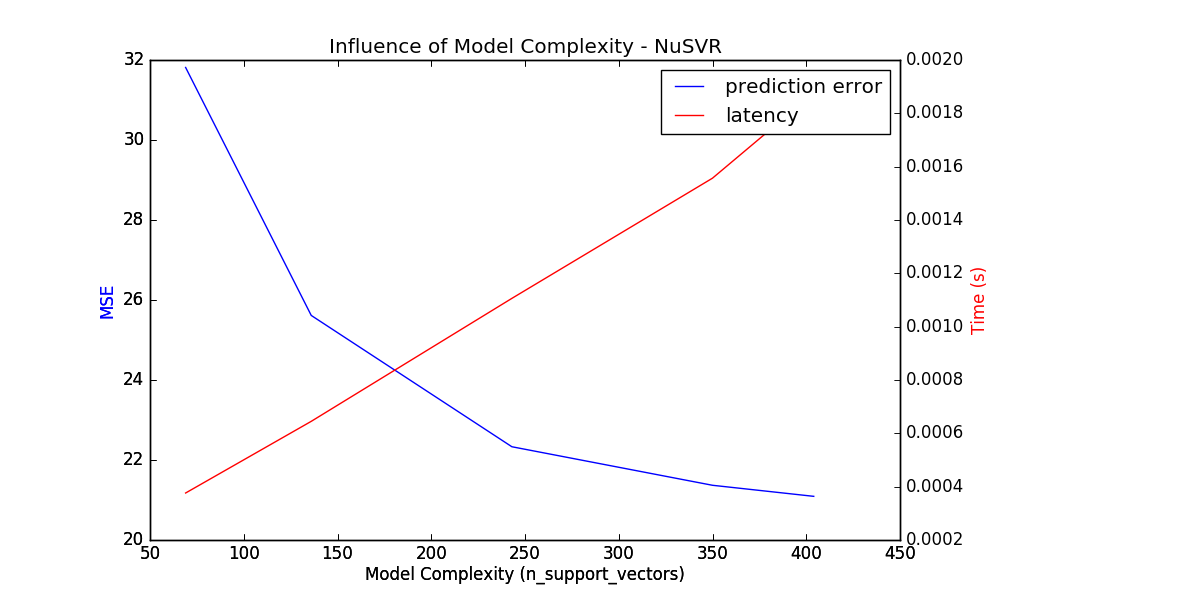 Influence of Model Complexity - NuSVR
prediction error
latency
32
30
28
26
24
22
20
MSE
0.0020
0.0018
0.0016
0.0014
0.0012
0.0010
0.0008
0.0006
0.0004
0.0002
Time (s)
50 100 150 200 250 300 350 400 450
Model Complexity (n_support_vectors)